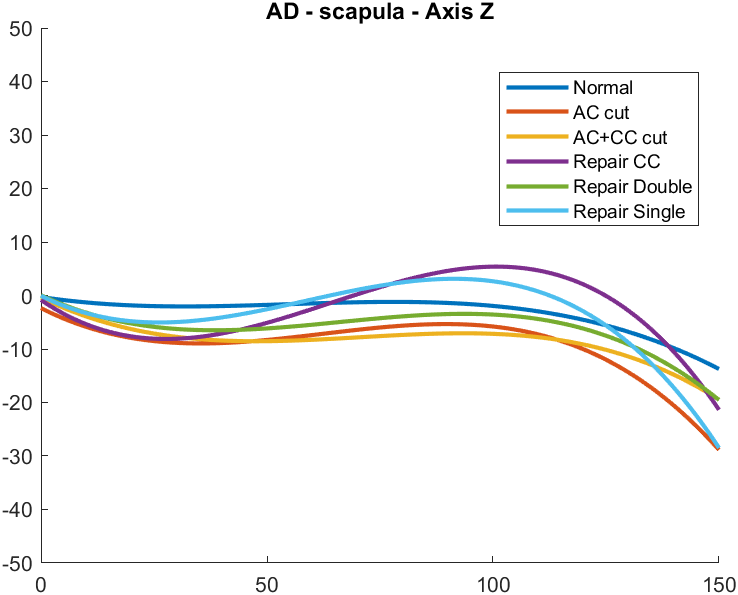 AD - scapula - Axis Z
50
40
30
20
10
0
-10
-20
-30
-40
-50
0 50 100 150
Normal
AC cut
AC+CC cut
Repair CC
Repair Double
Repair Single